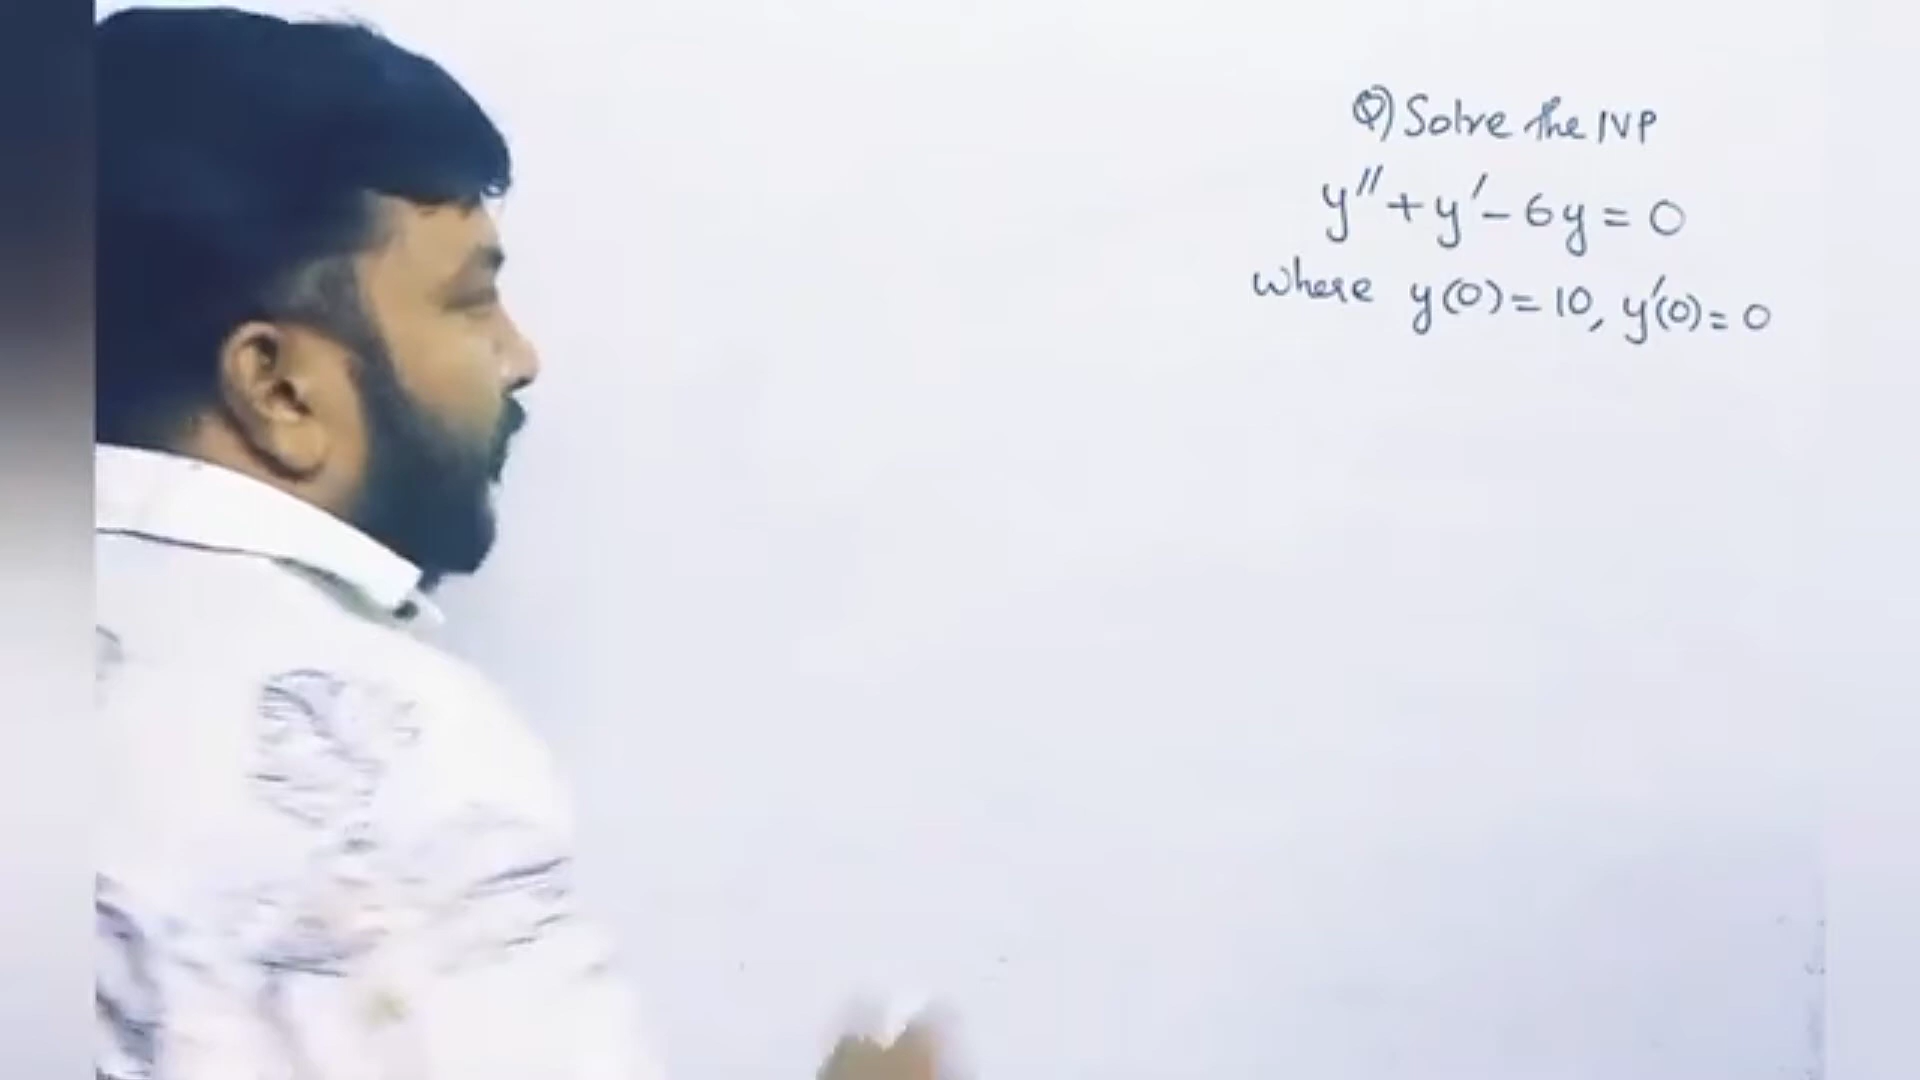 Q) Solve the IVP
y'' + y' - 6y = 0
where y(0) = 10, y'(0) = 0